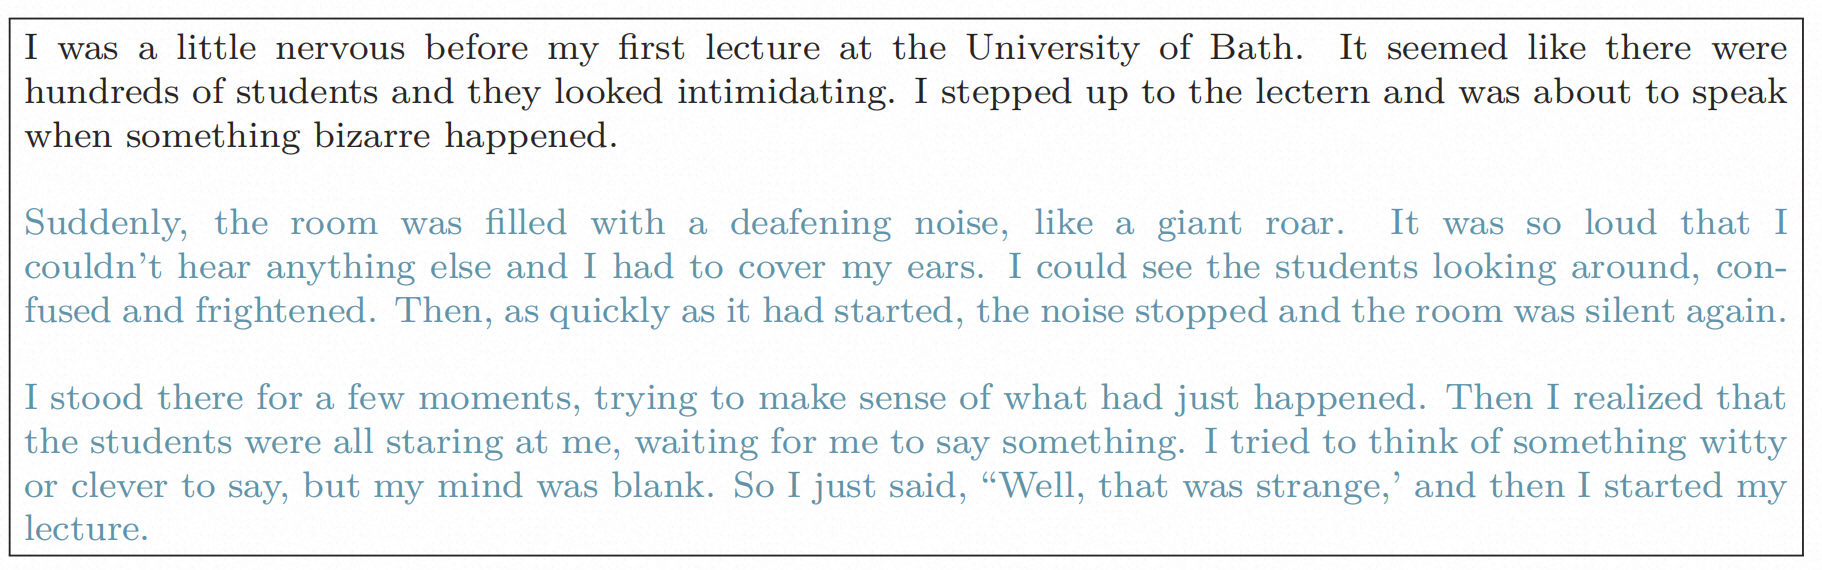 I was a little nervous before my first lecture at the University of Bath. It seemed like there were
hundreds of students and they looked intimidating. I stepped up to the lectern and was about to speak
when something bizarre happened.
Suddenly, the room was filled with a deafening noise, like a giant roar. It was so loud that I
couldn’t hear anything else and I had to cover my ears. I could see the students looking around, con-
fused and frightened. Then, as quickly as it had started, the noise stopped and the room was silent again.
I stood there for a few moments, trying to make sense of what had just happened. Then I realized that
the students were all staring at me, waiting for me to say something. I tried to think of something witty
or clever to say, but my mind was blank. So I just said, “Well, that was strange,’ and then I started my
lecture.